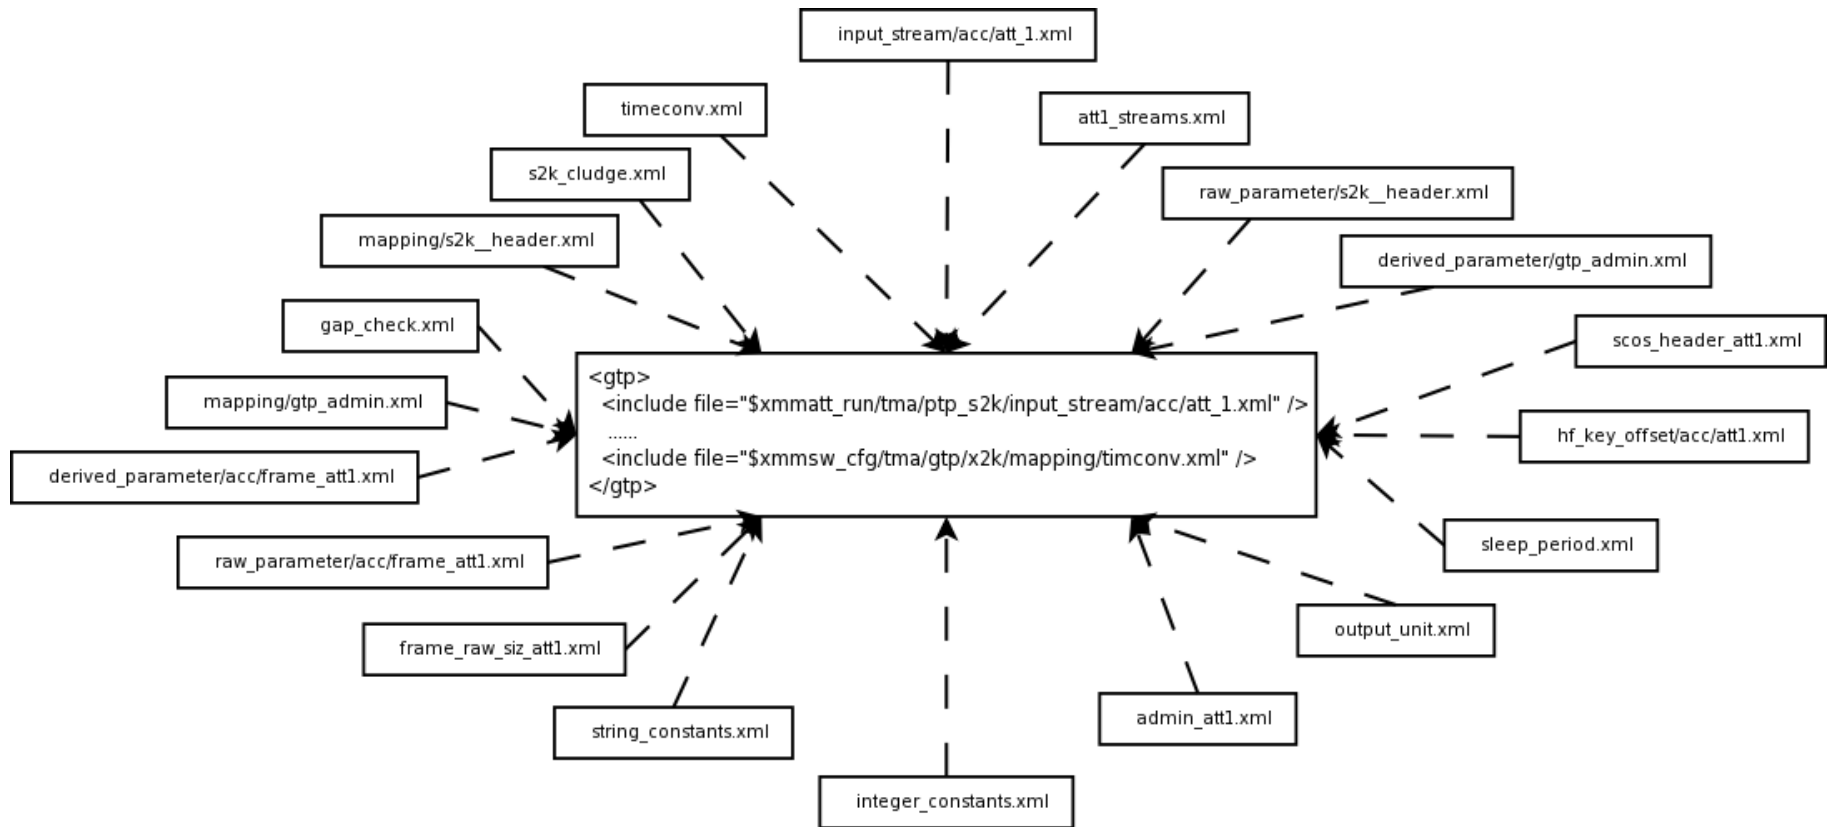 input_stream/acc/att_1.xml
timeconv.xml
att1_streams.xml
s2k_cludge.xml
raw_parameter/s2k__header.xml
mapping/s2k__header.xml
derived_parameter/gtp_admin.xml
gap_check.xml
scos_header_att1.xml
<gtp>
<include file="$xmmatt_run/tma/ptp_s2k/input_stream/acc/att_1.xml" />
......
<include file="$xmmsw_cfg/tma/gtp/x2k/mapping/timconv.xml" />
</gtp>
mapping/gtp_admin.xml
hf_key_offset/acc/att1.xml
derived_parameter/acc/frame_att1.xml
raw_parameter/acc/frame_att1.xml
sleep_period.xml
frame_raw_siz_att1.xml
output_unit.xml
string_constants.xml
admin_att1.xml
integer_constants.xml